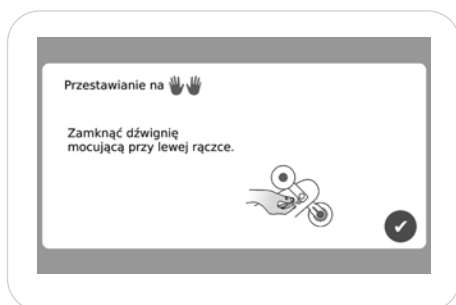 Przestawianie na
Zamknąć dźwignię
mocującą przy lewej rączce.